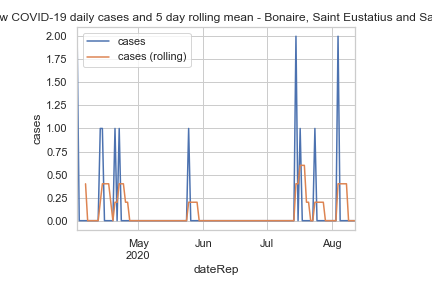 w COVID-19 daily cases and 5 day rolling mean - Bonaire, Saint Eustatius and Sa
cases
cases (rolling)
2.00
1.75
1.50
1.25
1.00
0.75
0.50
0.25
0.00
cases
May
2020
Jun
Jul
Aug
dateRep